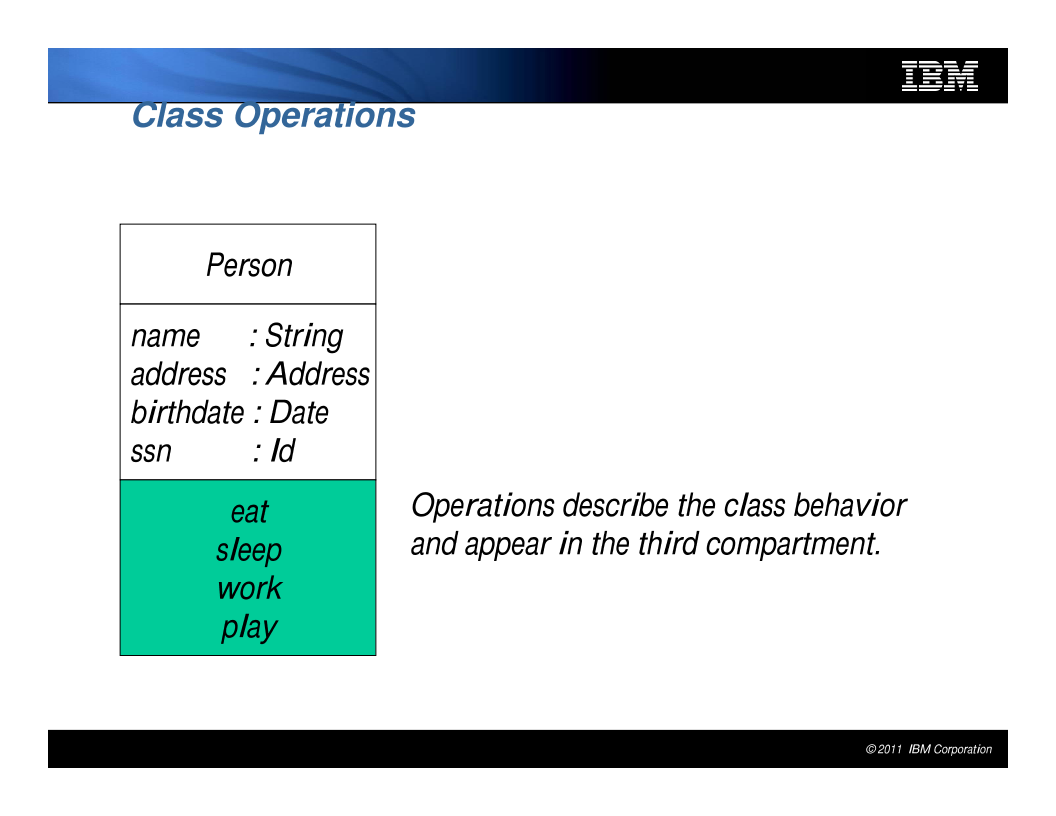 IBM
Class Operations
Person
name : String
address : Address
birthdate : Date
ssn : Id
eat
sleep
work
play
Operations describe the class behavior
and appear in the third compartment.
© 2011 IBM Corporation